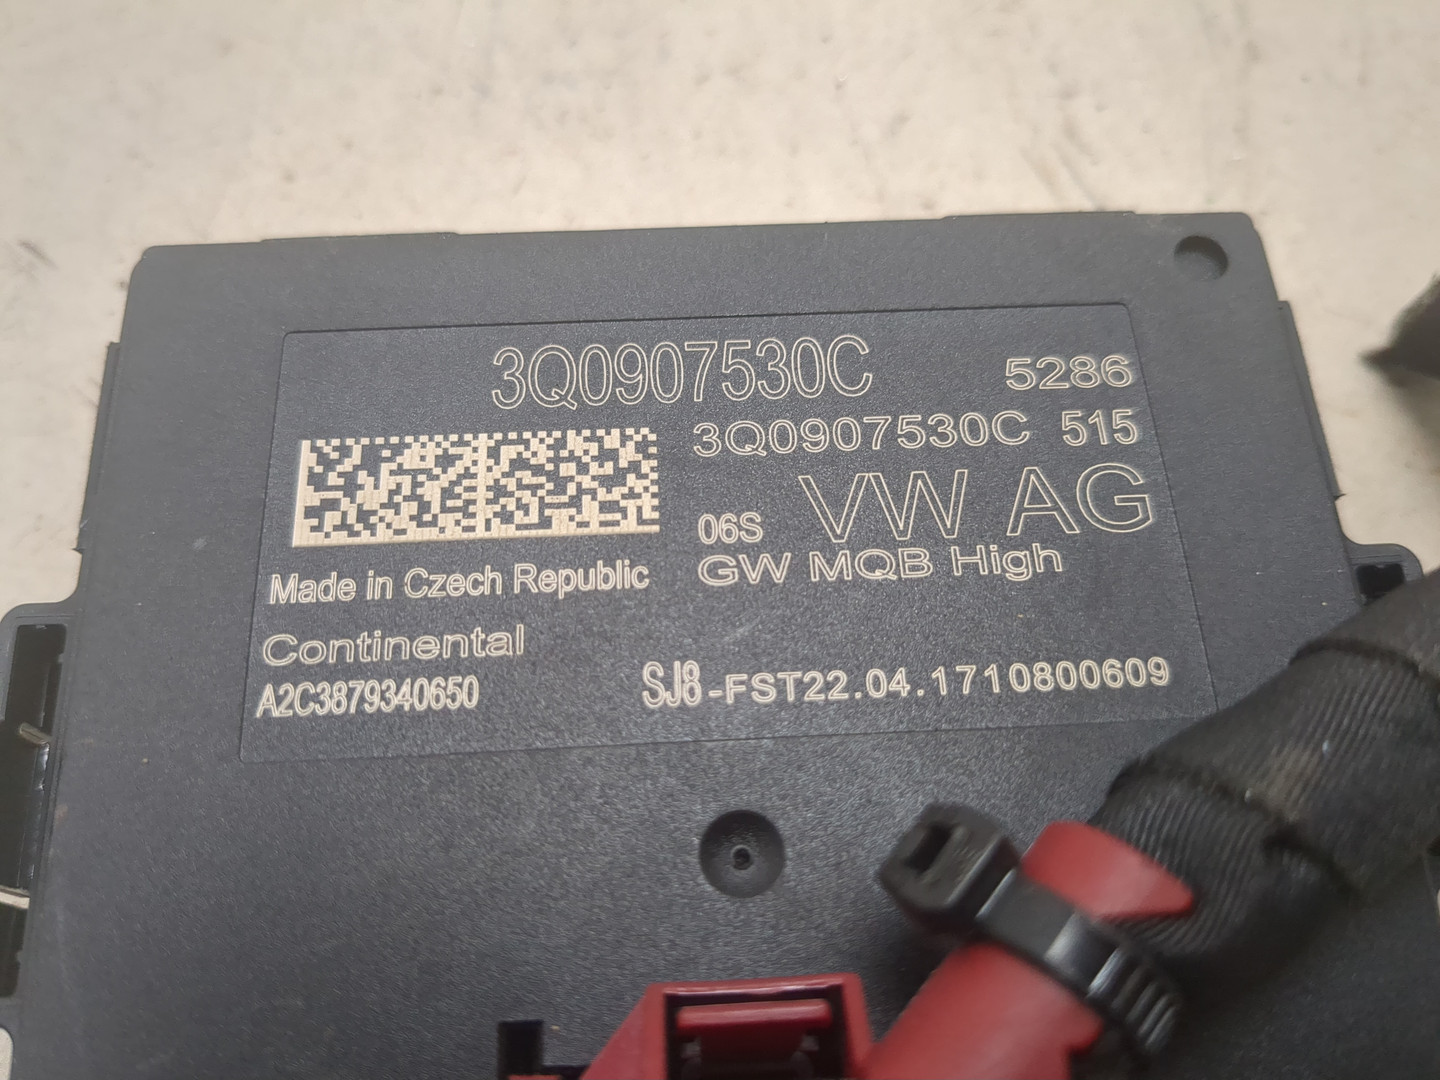 3Q0907530C 5286
3Q0907530C 515
06S VW AG
GW MQB High
Made in Czech Republic
Continental
A2C3879340650 SJ8-FST22.04.1710800609